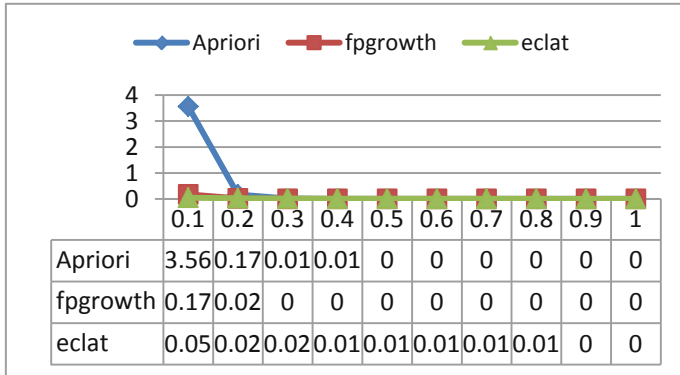 Apriori fpgrowth eclat
4
3
2
1
0
0.1 0.2 0.3 0.4 0.5 0.6 0.7 0.8 0.9 1
Apriori 3.56 0.17 0.01 0.01 0 0 0 0 0 0
fpgrowth 0.17 0.02 0 0 0 0 0 0 0 0
eclat 0.05 0.02 0.02 0.01 0.01 0.01 0.01 0.01 0 0